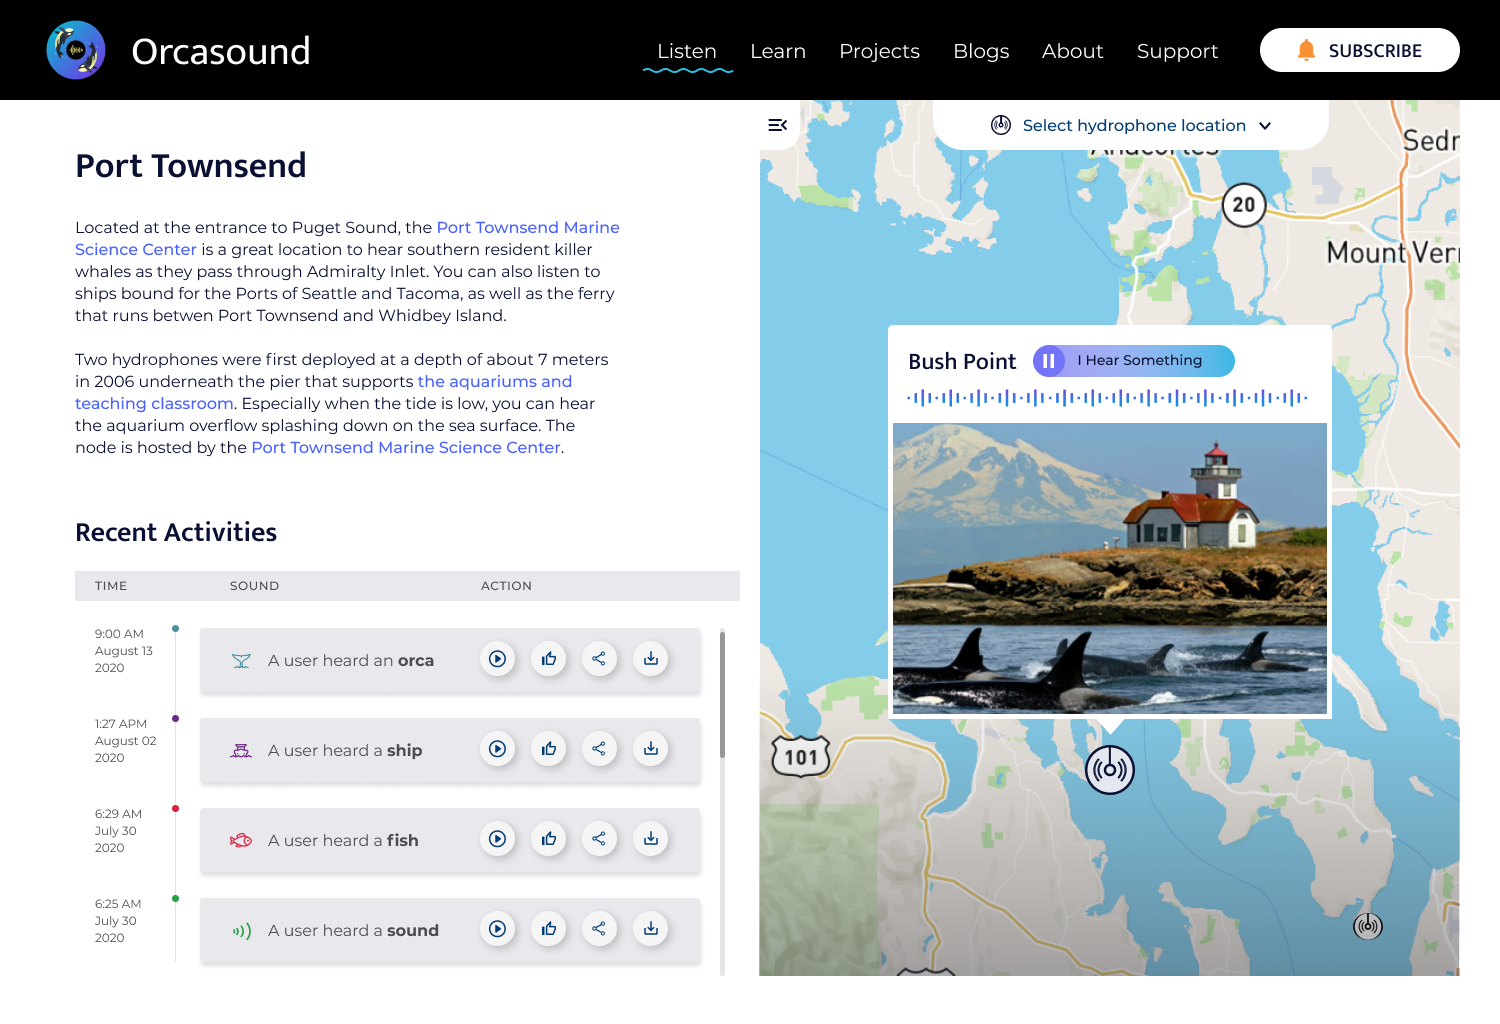 Orcasound
Listen
Learn
Projects
Blogs
About
Support
SUBSCRIBE
Port Townsend
Located at the entrance to Puget Sound, the Port Townsend Marine
Science Center is a great location to hear southern resident killer
whales as they pass through Admiralty Inlet. You can also listen to
ships bound for the Ports of Seattle and Tacoma, as well as the ferry
that runs betwen Port Townsend and Whidbey Island.
Two hydrophones were first deployed at a depth of about 7 meters
in 2006 underneath the pier that supports the aquariums and
teaching classroom. Especially when the tide is low, you can hear
the aquarium overflow splashing down on the sea surface. The
node is hosted by the Port Townsend Marine Science Center.
Recent Activities
TIME
SOUND
ACTION
9:00 AM
August 13
2020
A user heard an orca
1:27 APM
August 02
2020
A user heard a ship
6:29 AM
July 30
2020
A user heard a fish
6:25 AM
July 30
2020
A user heard a sound
Select hydrophone location
Anacortes
Sedr
20
Mount Verr
Bush Point
I Hear Something
101